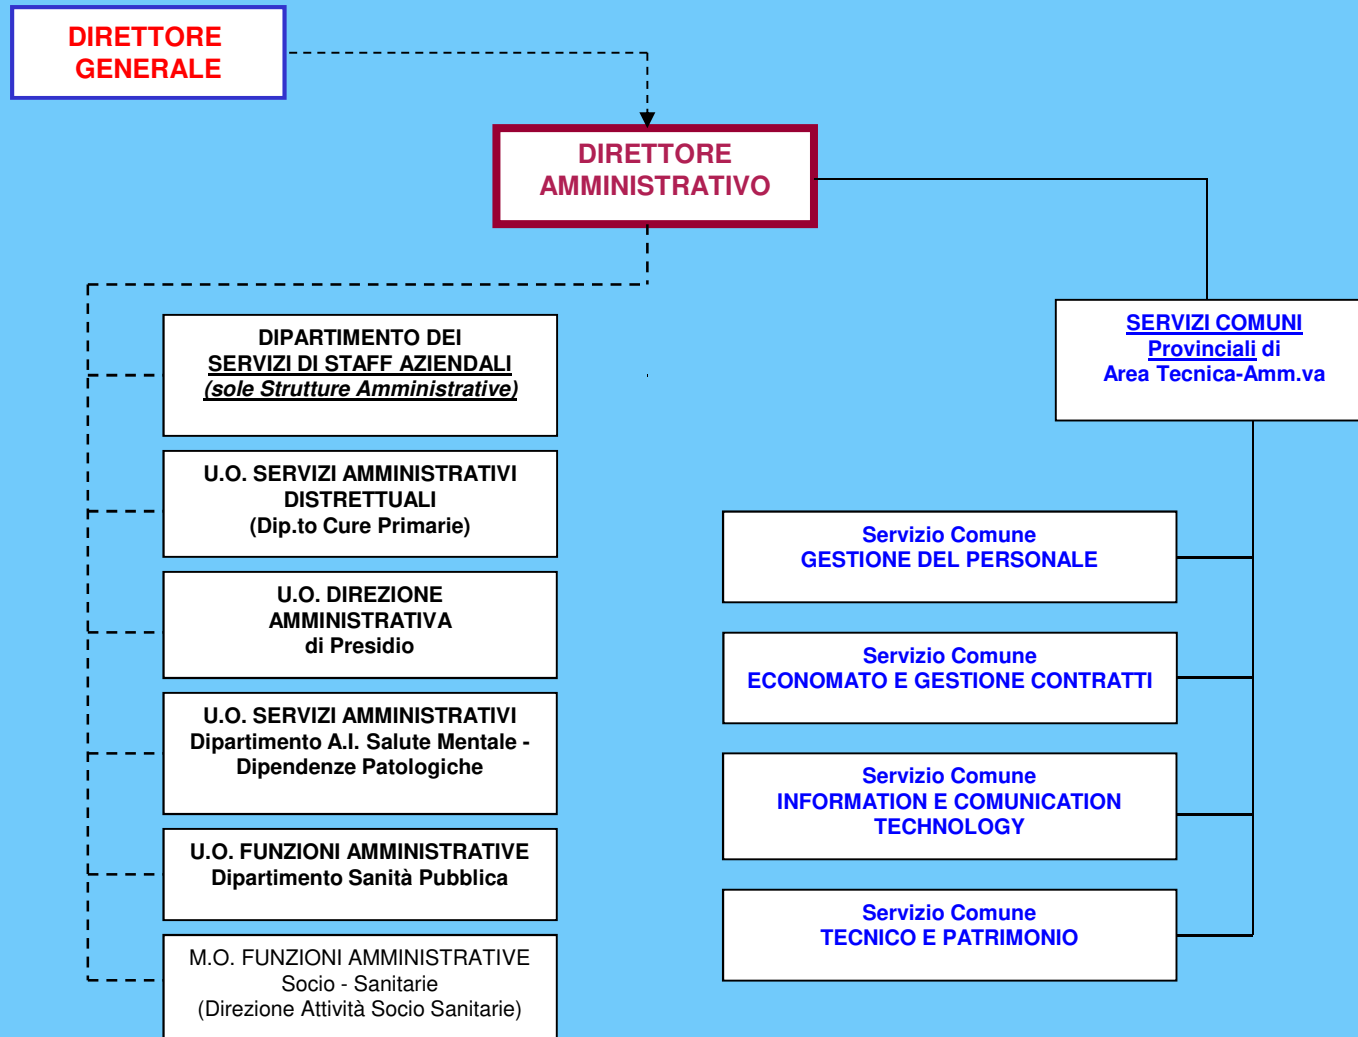 DIRETTORE
GENERALE
DIRETTORE
AMMINISTRATIVO
DIPARTIMENTO DEI
SERVIZI DI STAFF AZIENDALI
(sole Strutture Amministrative)
U.O. SERVIZI AMMINISTRATIVI
DISTRETTUALI
(Dip.to Cure Primarie)
U.O. DIREZIONE
AMMINISTRATIVA
di Presidio
U.O. SERVIZI AMMINISTRATIVI
Dipartimento A.I. Salute Mentale -
Dipendenze Patologiche
U.O. FUNZIONI AMMINISTRATIVE
Dipartimento Sanità Pubblica
M.O. FUNZIONI AMMINISTRATIVE
Socio - Sanitarie
(Direzione Attività Socio Sanitarie)
SERVIZI COMUNI
Provinciali di
Area Tecnica-Amm.va
Servizio Comune
GESTIONE DEL PERSONALE
Servizio Comune
ECONOMATO E GESTIONE CONTRATTI
Servizio Comune
INFORMATION E COMUNICATION
TECHNOLOGY
Servizio Comune
TECNICO E PATRIMONIO